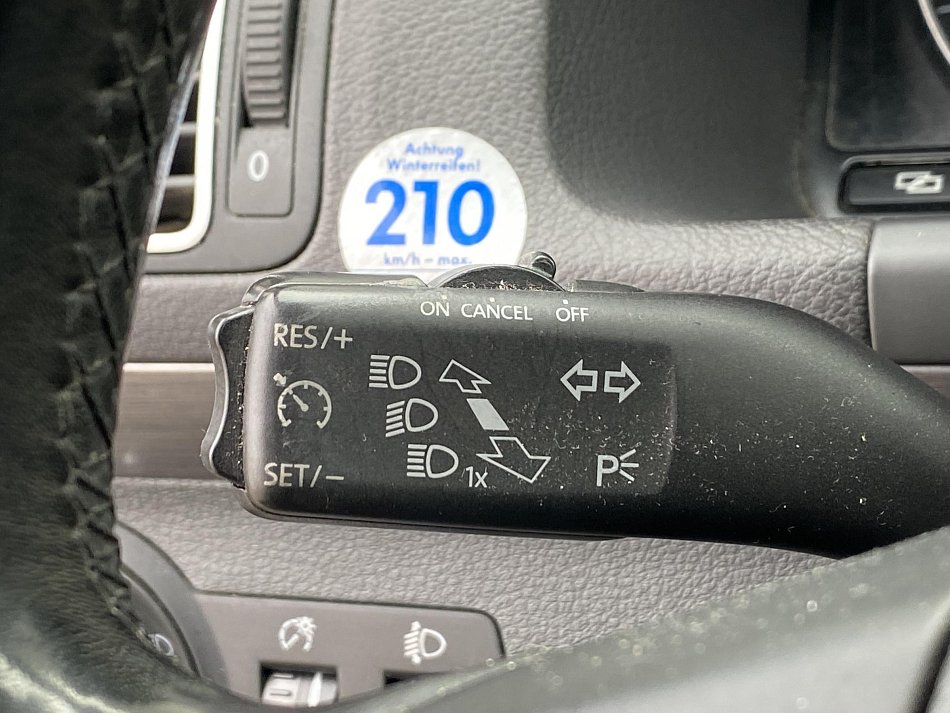 0
Achtung
Winterreifen!
210
km/h – max.
ON CANCEL OFF
RES/+
SET/–
1x
P